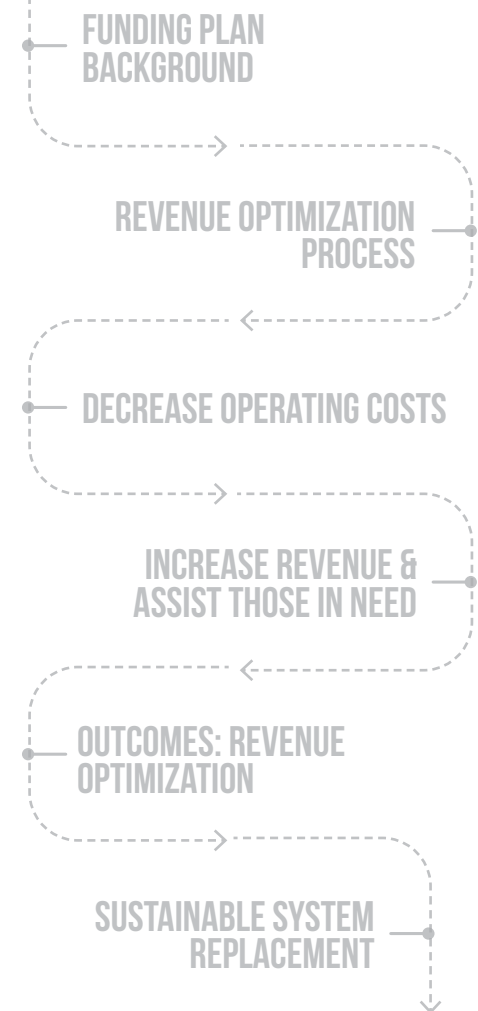 FUNDING PLAN
BACKGROUND
REVENUE OPTIMIZATION
PROCESS
DECREASE OPERATING COSTS
INCREASE REVENUE &
ASSIST THOSE IN NEED
OUTCOMES: REVENUE
OPTIMIZATION
SUSTAINABLE SYSTEM
REPLACEMENT